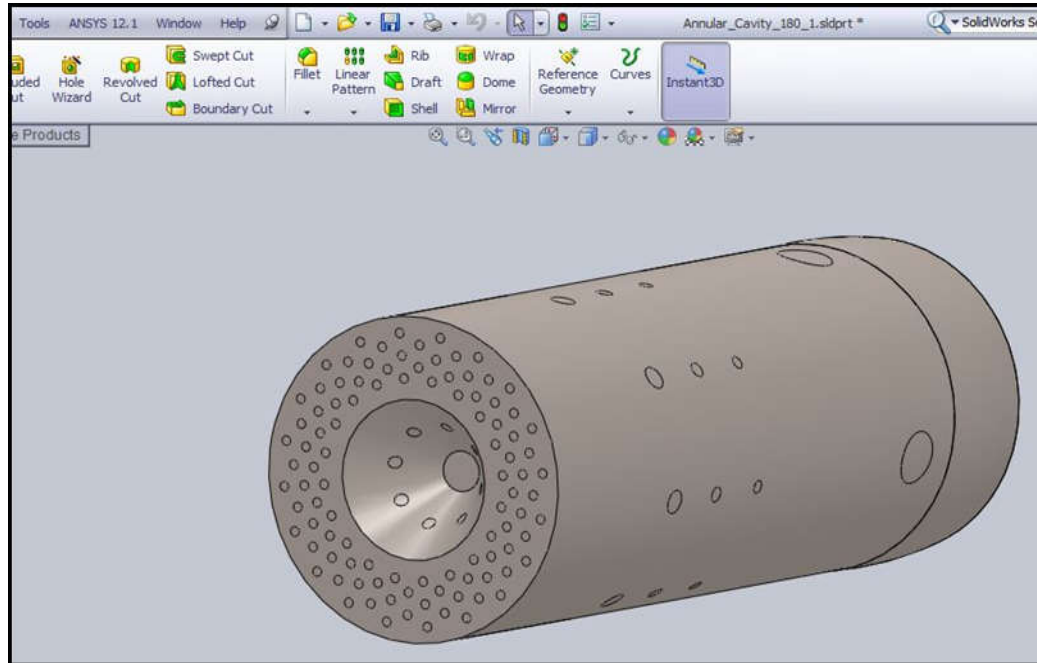 Tools ANSYS 12.1 Window Help Annular_Cavity_180_1.sldprt * SolidWorks Se
Swept Cut Rib Wrap
uded Hole Revolved Lofted Cut Fillet Linear Draft Dome Reference Curves Instant3D
ut Wizard Cut Pattern Geometry
Boundary Cut Shell Mirror
e Products